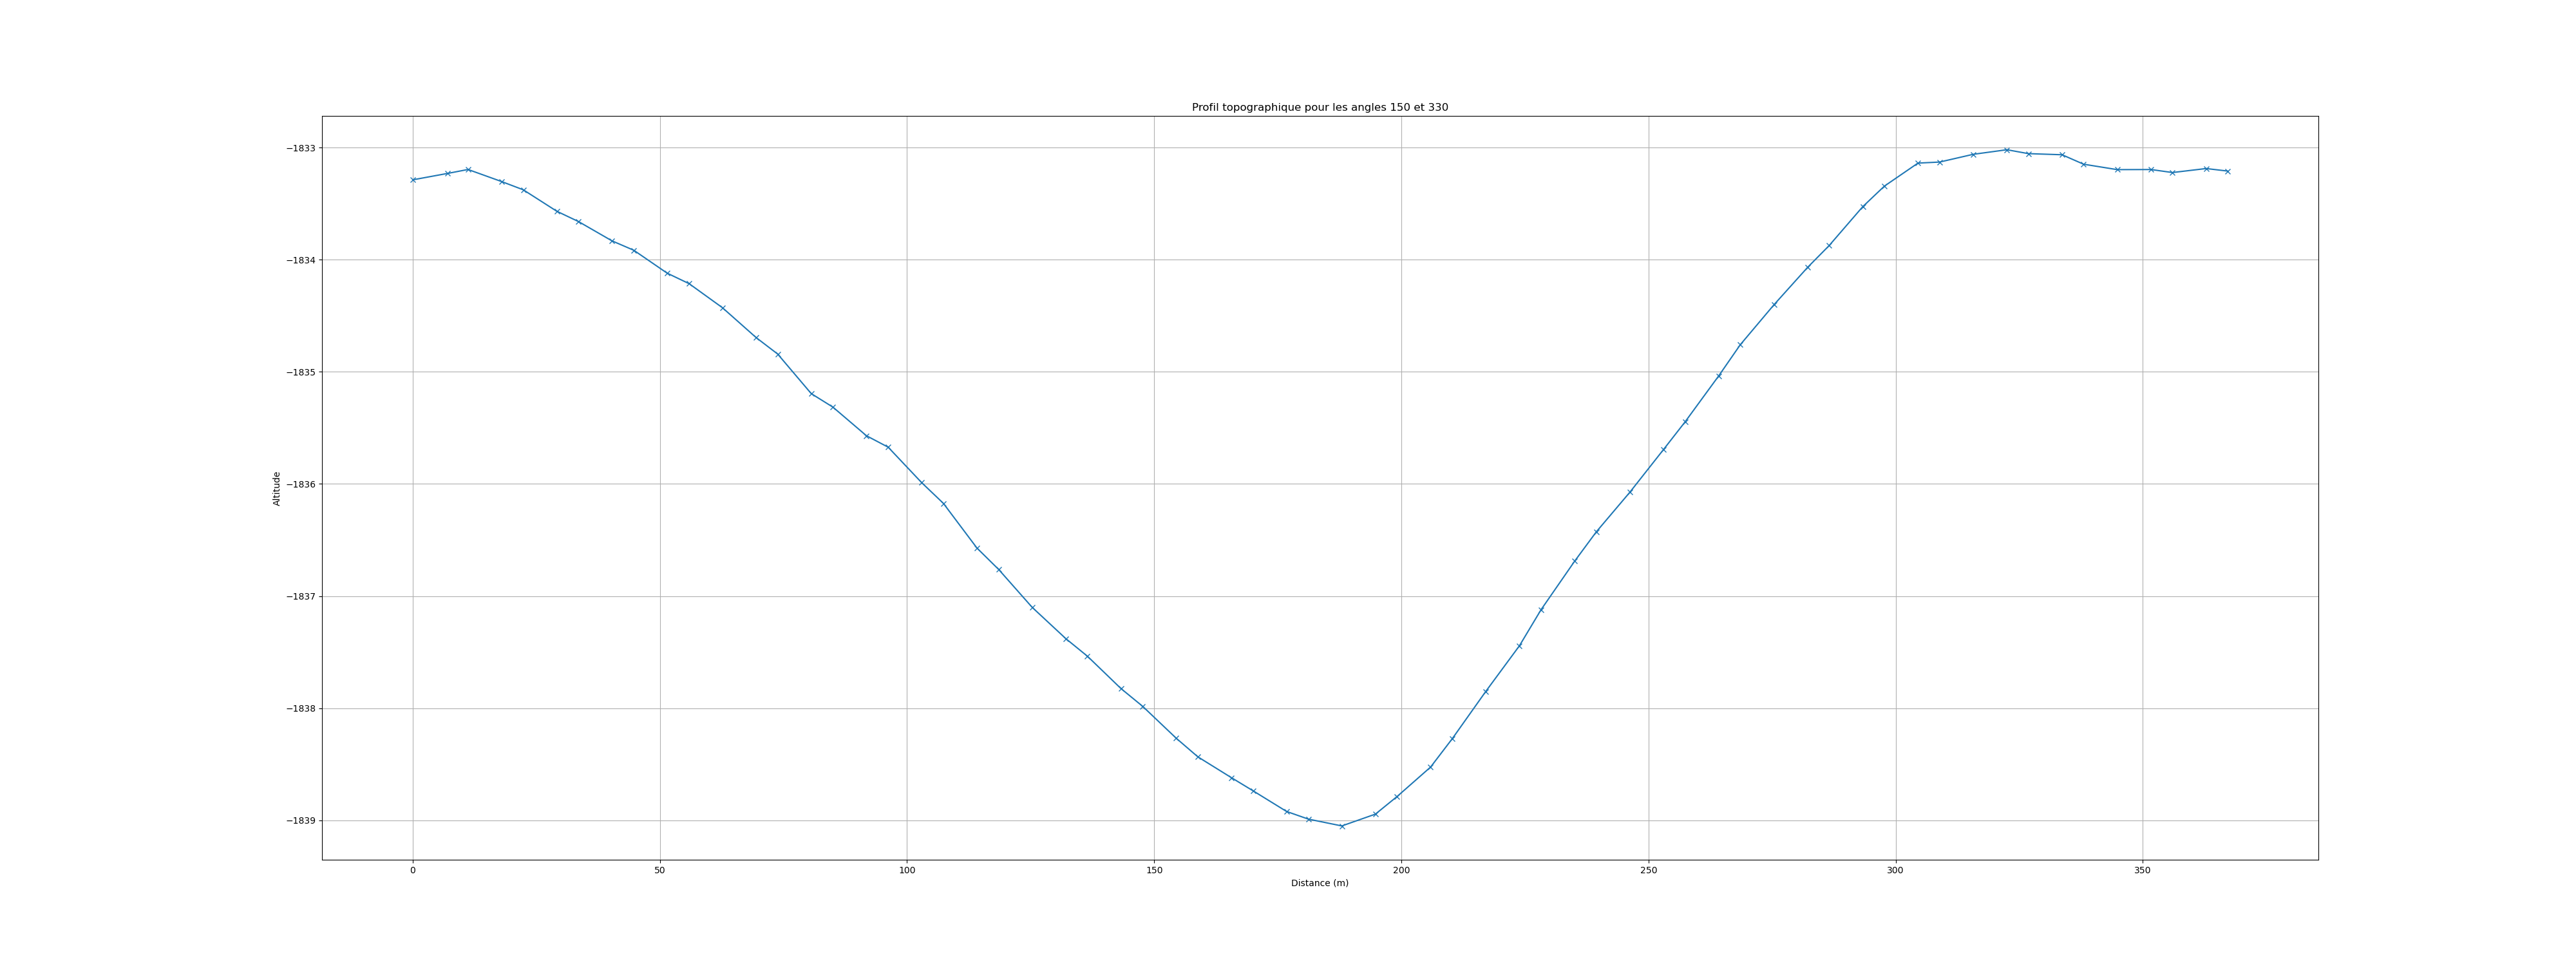 Profil topographique pour les angles 150 et 330
−1833
−1834
−1835
−1836
−1837
−1838
−1839
Altitude
0 50 100 150 200 250 300 350
Distance (m)